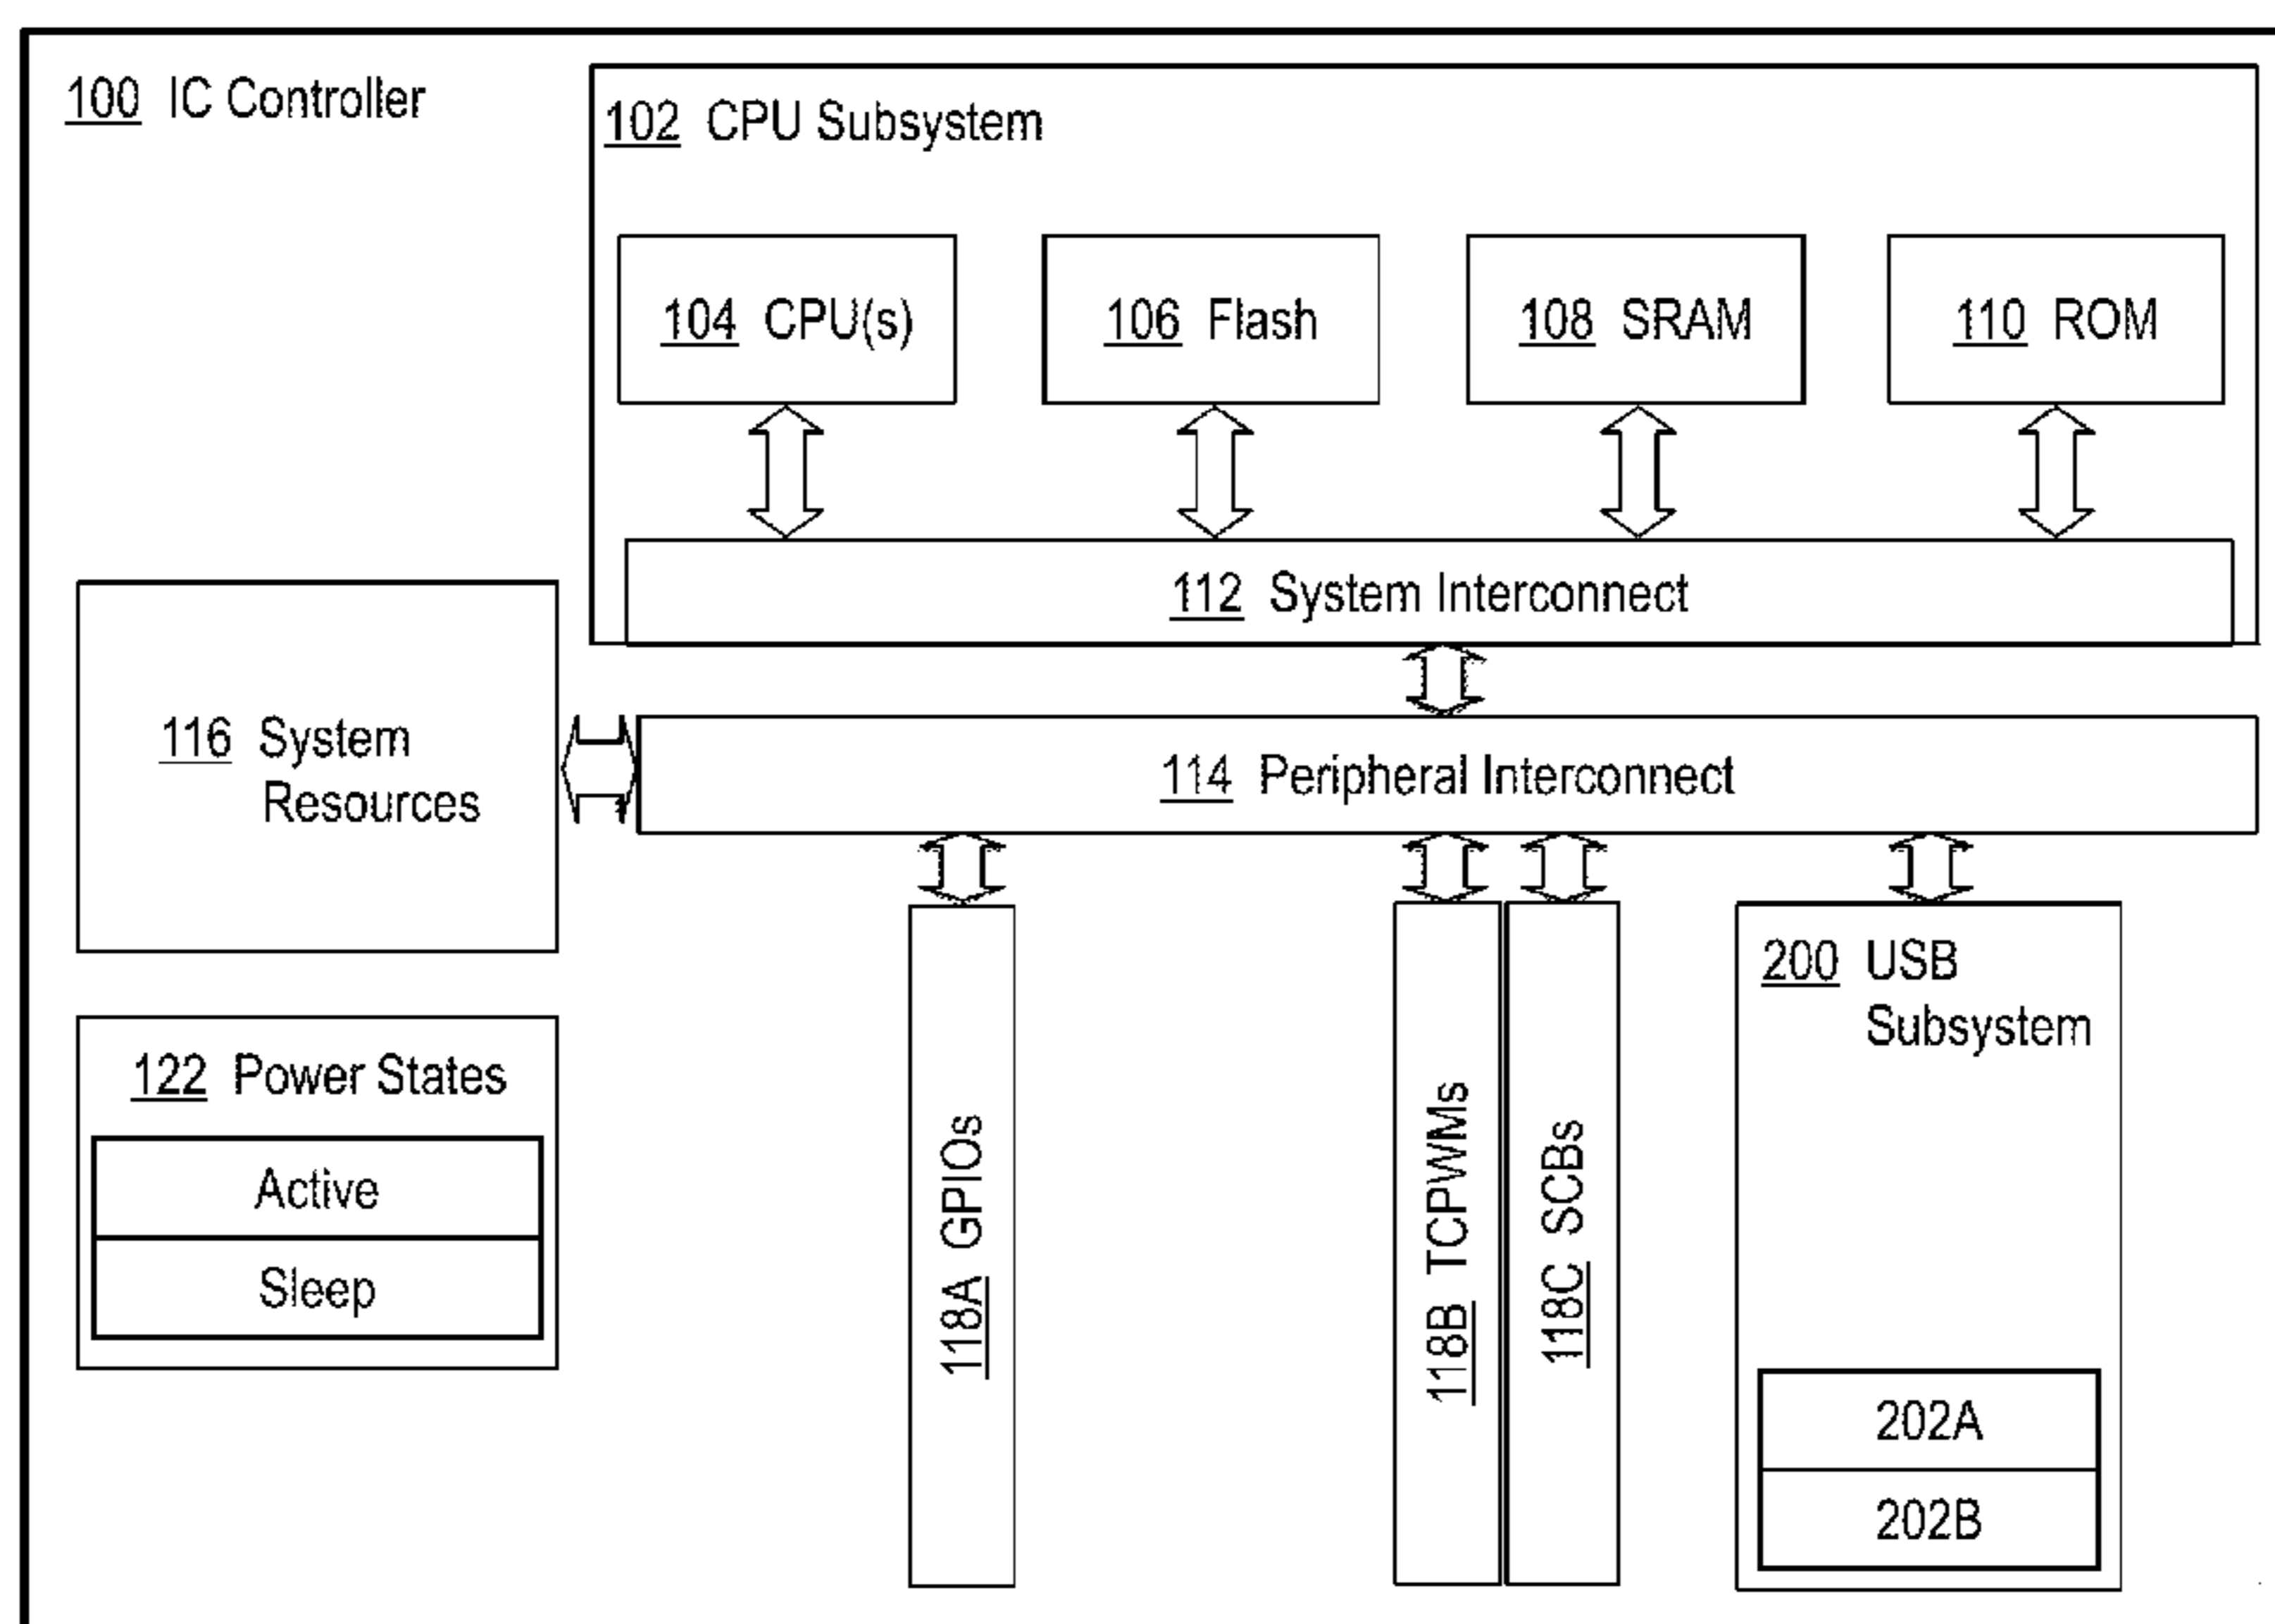 100 IC Controller
102 CPU Subsystem
104 CPU(s)
106 Flash
108 SRAM
110 ROM
112 System Interconnect
116 System
Resources
114 Peripheral Interconnect
122 Power States
Active
Sleep
118A GPIOs
118B TCPWMs
118C SCBs
200 USB
Subsystem
202A
202B